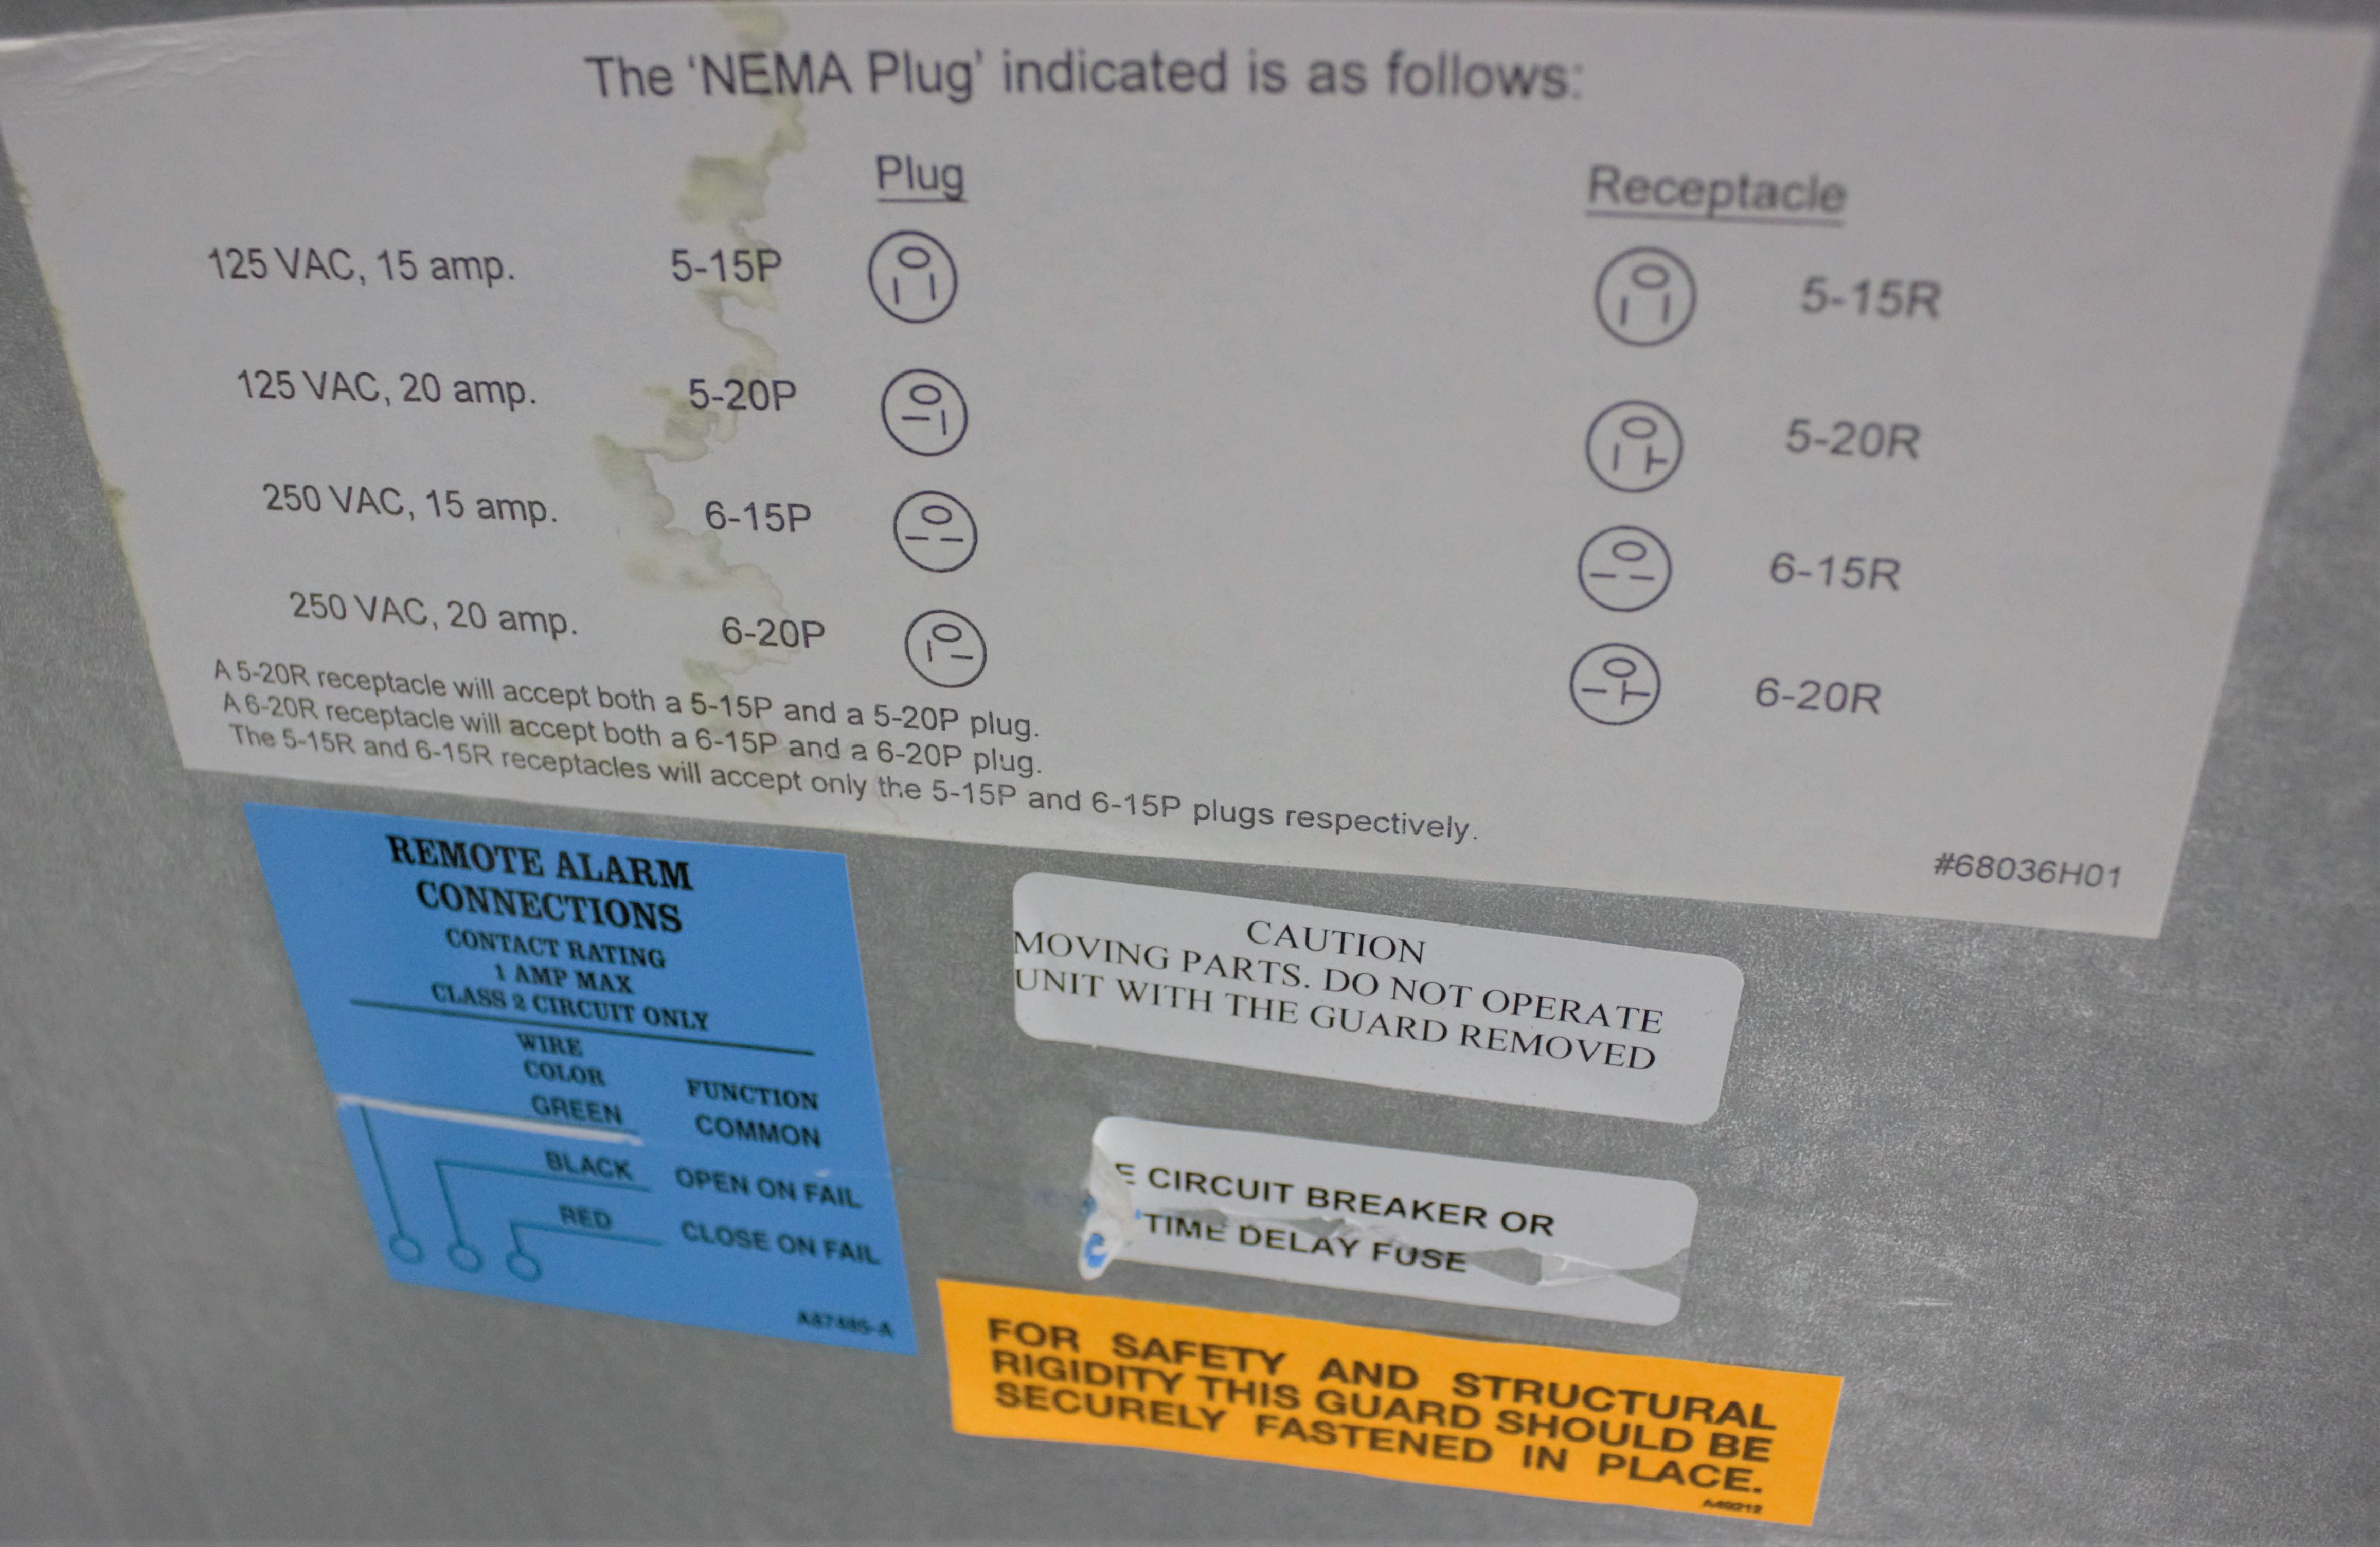 The 'NEMA Plug' indicated is as follows:
Plug Receptacle
125 VAC, 15 amp. 5-15P 5-15R
125 VAC, 20 amp. 5-20P 5-20R
250 VAC, 15 amp. 6-15P 6-15R
250 VAC, 20 amp. 6-20P 6-20R
A 5-20R receptacle will accept both a 5-15P and a 5-20P plug.
A 6-20R receptacle will accept both a 6-15P and a 6-20P plug.
The 5-15R and 6-15R receptacles will accept only the 5-15P and 6-15P plugs respectively.
#68036H01
REMOTE ALARM
CONNECTIONS
CONTACT RATING
1 AMP MAX
CLASS 2 CIRCUIT ONLY
WIRE
COLOR FUNCTION
GREEN COMMON
BLACK OPEN ON FAIL
RED CLOSE ON FAIL
A87485-A
CAUTION
MOVING PARTS. DO NOT OPERATE
UNIT WITH THE GUARD REMOVED
CIRCUIT BREAKER OR
TIME DELAY FUSE
FOR SAFETY AND STRUCTURAL
RIGIDITY THIS GUARD SHOULD BE
SECURELY FASTENED IN PLACE.